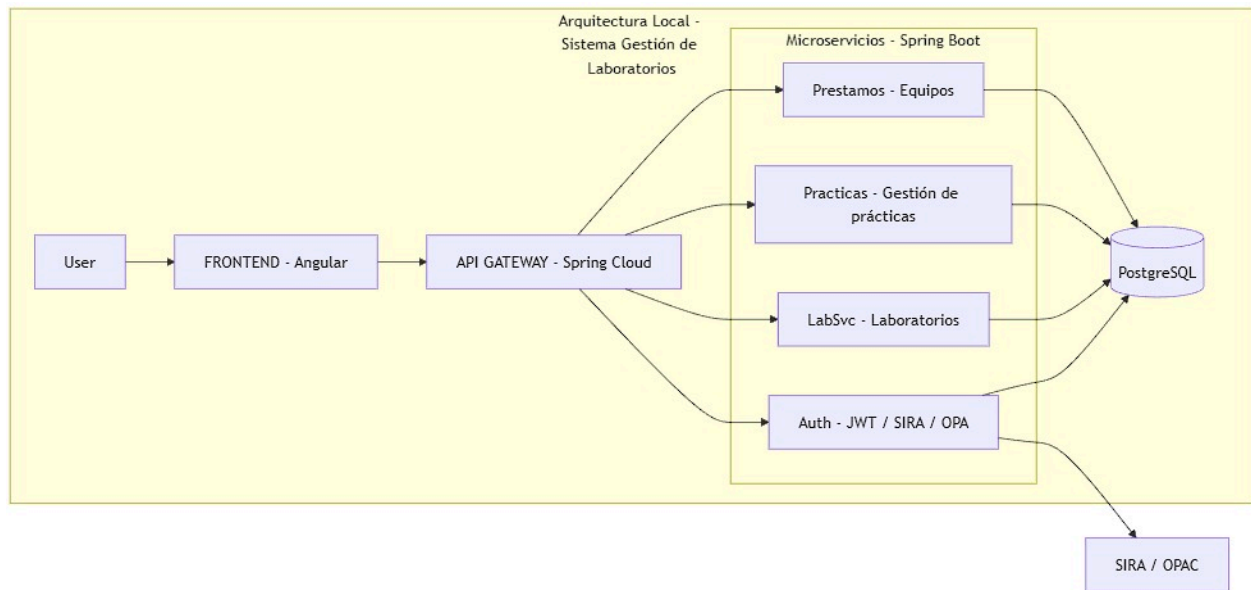 Arquitectura Local -
Sistema Gestión de
Laboratorios
Microservicios - Spring Boot
Prestamos - Equipos
Practicas - Gestión de
prácticas
User
FRONTEND - Angular
API GATEWAY - Spring Cloud
PostgreSQL
LabSvc - Laboratorios
Auth - JWT / SIRA / OPA
SIRA / OPAC